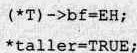 (*T)->bf=EH;
*taller=TRUE;